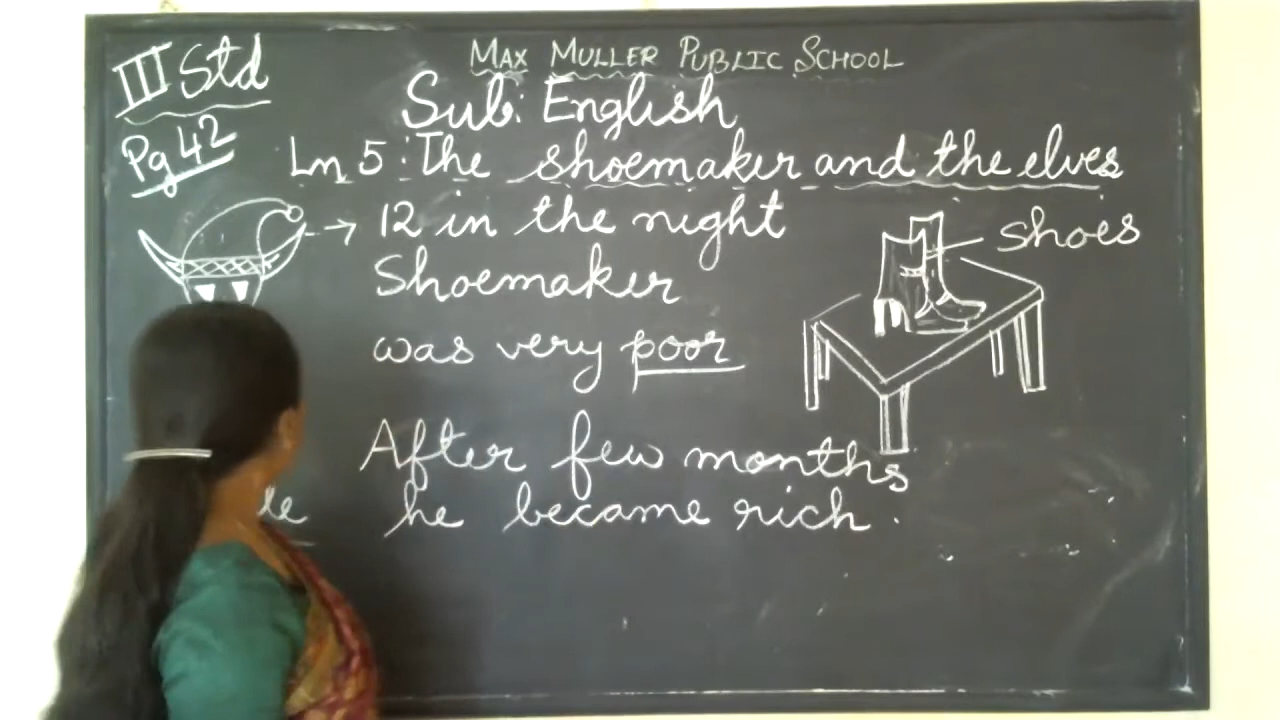 MAX MULLER PUBLIC SCHOOL
III Std
Sub: English
Pg 42
Ln 5: The shoemaker and the elves
12 in the night
shoes
Shoemaker
was very poor
After few months
he became rich.